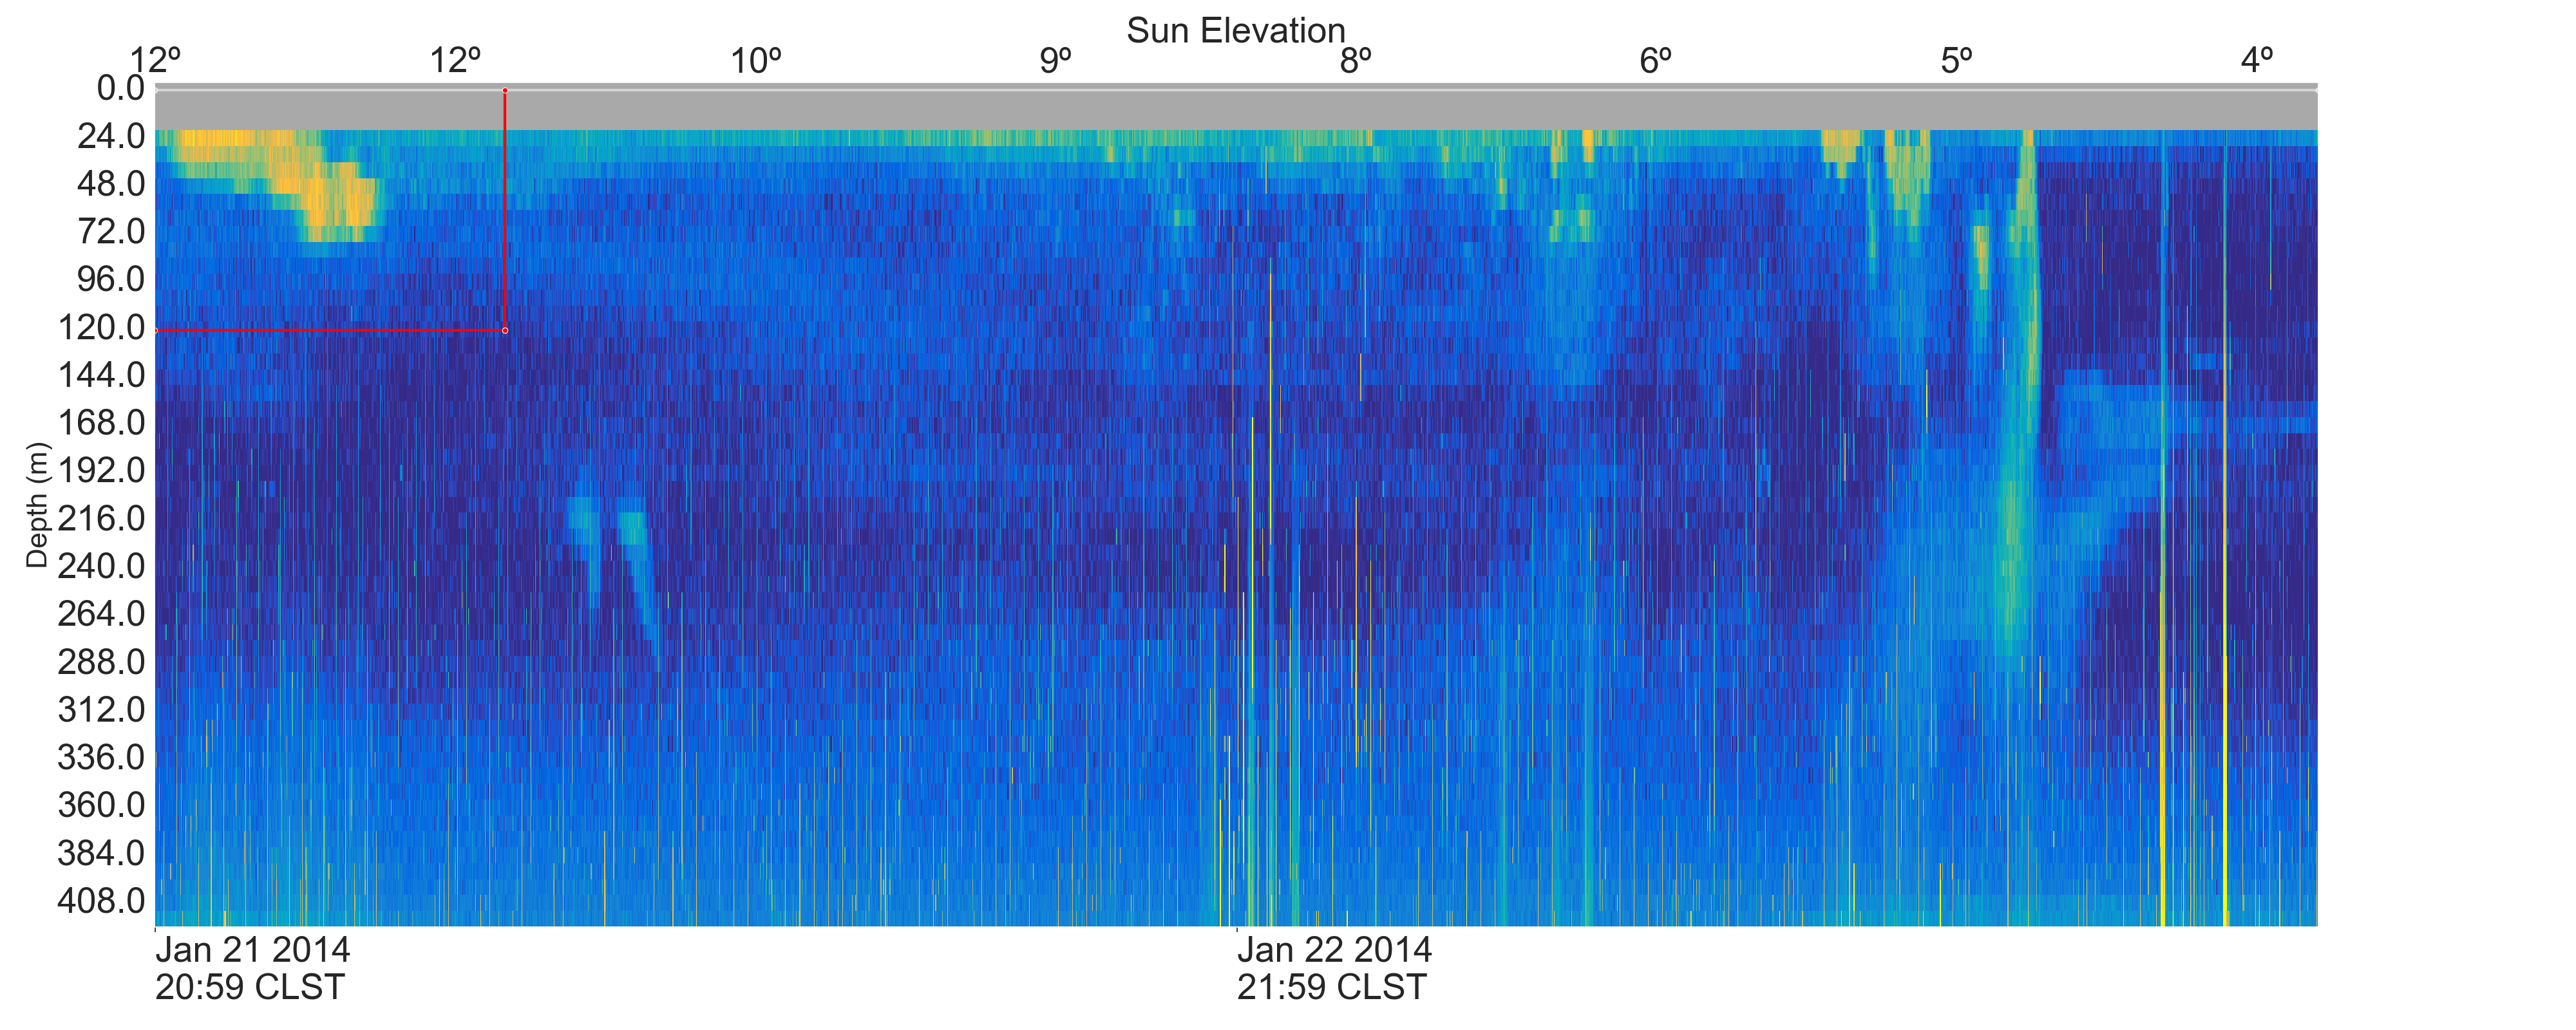 Sun Elevation
12º 12º 10º 9º 8º 6º 5º 4º
0.0
24.0
48.0
72.0
96.0
120.0
144.0
168.0
192.0
216.0
240.0
264.0
288.0
312.0
336.0
360.0
384.0
408.0
Depth (m)
Jan 21 2014
20:59 CLST
Jan 22 2014
21:59 CLST